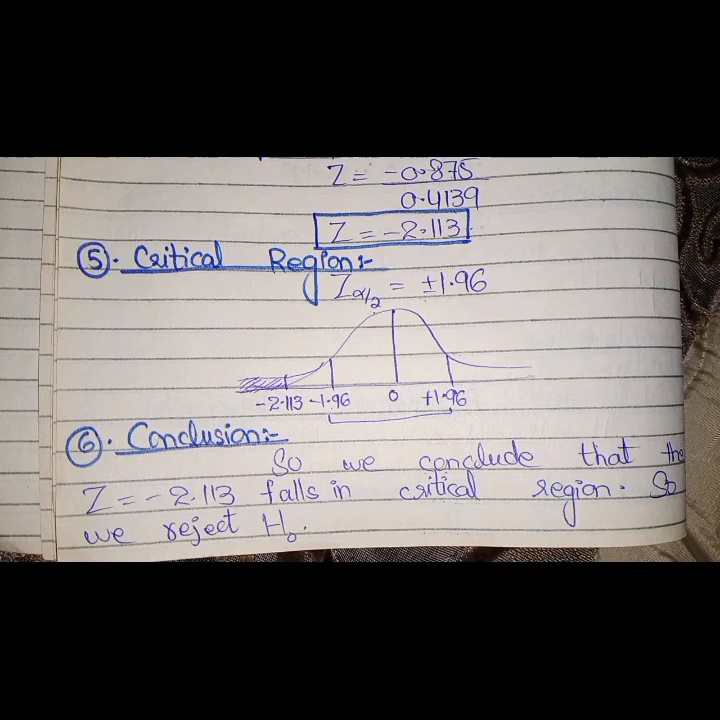 Z = -0.875
0.4139
Z = -2.113
⑤. Critical Region:-
Zα/2 = ±1.96
-2.113 -1.96 0 +1.96
⑥. Conclusion:-
So we conclude that the
Z = -2.113 falls in critical region. So
we reject H₀.